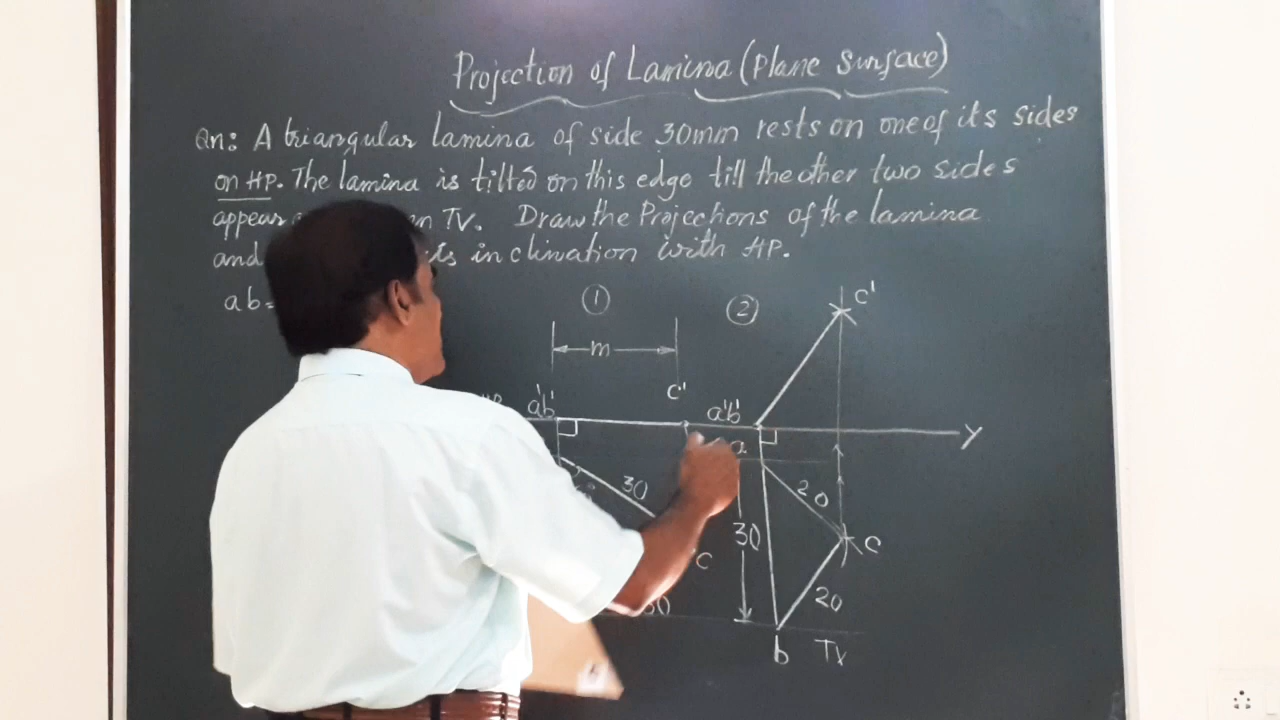 Projection of Lamina (Plane Surface)
Qn: A triangular lamina of side 30mm rests on one of its sides
on HP. The lamina is tilted on this edge till the other two sides
appear TV. Draw the Projections of the lamina
and its inclination with HP.
ab=
1
2
c'
m
a'b'
c'
a'b'
y
a
30
20
30
c
c
20
30
b
TV